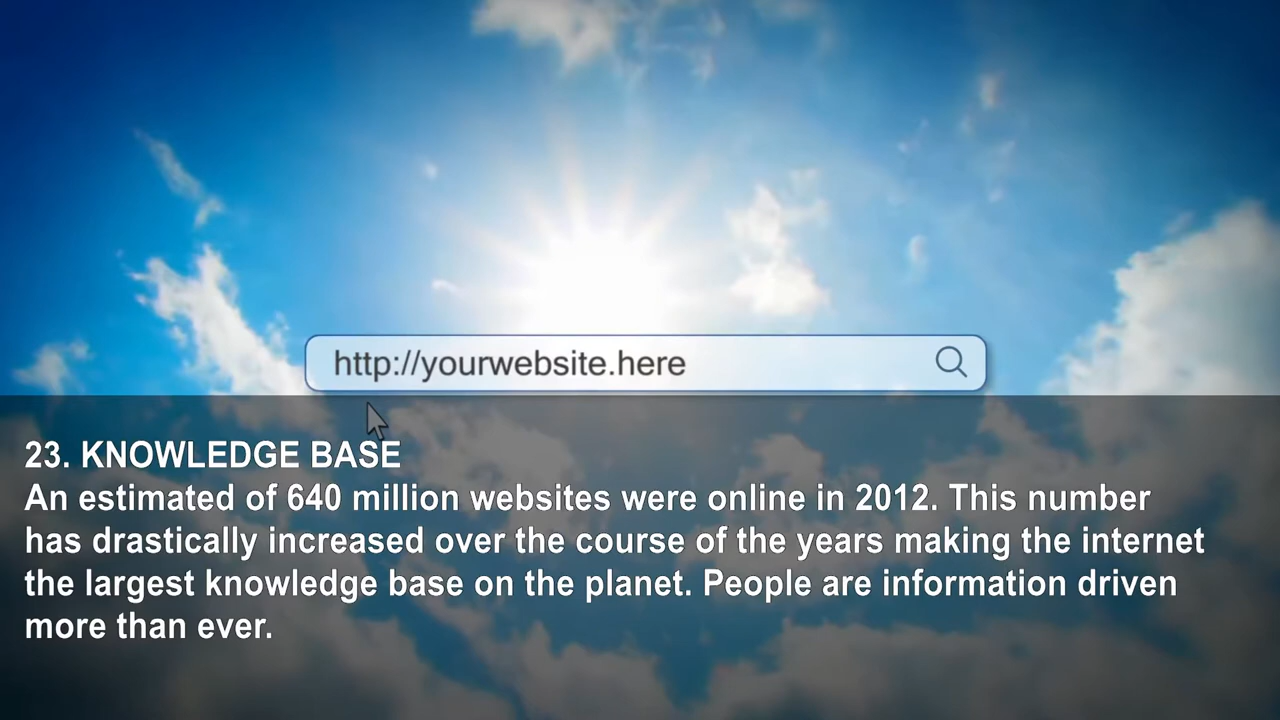 http://yourwebsite.here
23. KNOWLEDGE BASE
An estimated of 640 million websites were online in 2012. This number
has drastically increased over the course of the years making the internet
the largest knowledge base on the planet. People are information driven
more than ever.